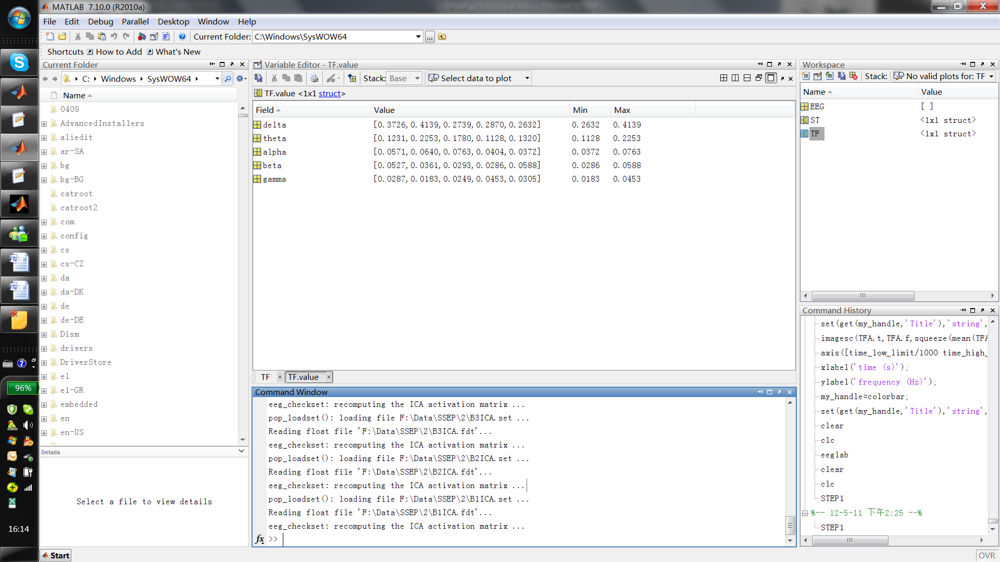 MATLAB 7.10.0 (R2010a)
File Edit Debug Parallel Desktop Window Help
Current Folder: C:\Windows\SysWOW64
Shortcuts How to Add What's New
Current Folder
C: Windows SysWOW64
Name
0409
AdvancedInstallers
aliedit
ar-SA
bg
bg-BG
catroot
catroot2
com
config
cs
cs-CZ
da
da-DK
de
de-DE
Dism
drivers
DriverStore
el
el-GR
embedded
en
en-US
Details
Select a file to view details
Variable Editor - TF.value
Stack: Base Select data to plot
TF.value <1x1 struct>
Field Value Min Max
delta [0.3726,0.4139,0.2739,0.2870,0.2632] 0.2632 0.4139
theta [0.1231,0.2253,0.1780,0.1128,0.1320] 0.1128 0.2253
alpha [0.0571,0.0640,0.0763,0.0404,0.0372] 0.0372 0.0763
beta [0.0527,0.0361,0.0293,0.0286,0.0588] 0.0286 0.0588
gamma [0.0287,0.0183,0.0249,0.0453,0.0305] 0.0183 0.0453
TF TF.value
Command Window
eeg_checkset: recomputing the ICA activation matrix ...
pop_loadset(): loading file F:\Data\SSEP\2\B3ICA.set ...
Reading float file 'F:\Data\SSEP\2\B3ICA.fdt'...
eeg_checkset: recomputing the ICA activation matrix ...
pop_loadset(): loading file F:\Data\SSEP\2\B2ICA.set ...
Reading float file 'F:\Data\SSEP\2\B2ICA.fdt'...
eeg_checkset: recomputing the ICA activation matrix ...
pop_loadset(): loading file F:\Data\SSEP\2\B1ICA.set ...
Reading float file 'F:\Data\SSEP\2\B1ICA.fdt'...
eeg_checkset: recomputing the ICA activation matrix ...
fx >>
Workspace
Stack: No valid plots for: TF
Name Value
EEG [ ]
ST <1x1 struct>
TF <1x1 struct>
Command History
set(get(my_handle,'Title'),'string',
imagesc(TFA.t,TFA.f,squeeze(mean(TFA
axis([time_low_limit/1000 time_high_
xlabel('time (s)');
ylabel('frequency (Hz)');
my_handle=colorbar;
set(get(my_handle,'Title'),'string',
clear
clc
eeglab
clear
clc
STEP1
%-- 12-5-11 下午2:25 --%
STEP1
96%
16:14
Start
OVR